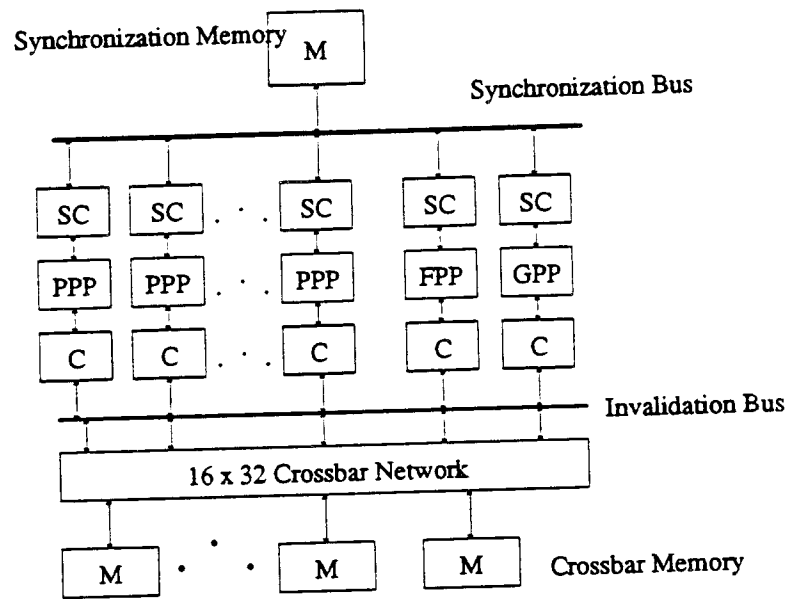 Synchronization Memory
M
Synchronization Bus
SC SC . . . SC SC SC
PPP PPP . . . PPP FPP GPP
C C . . . C C C
Invalidation Bus
16 x 32 Crossbar Network
M . . . M M
Crossbar Memory